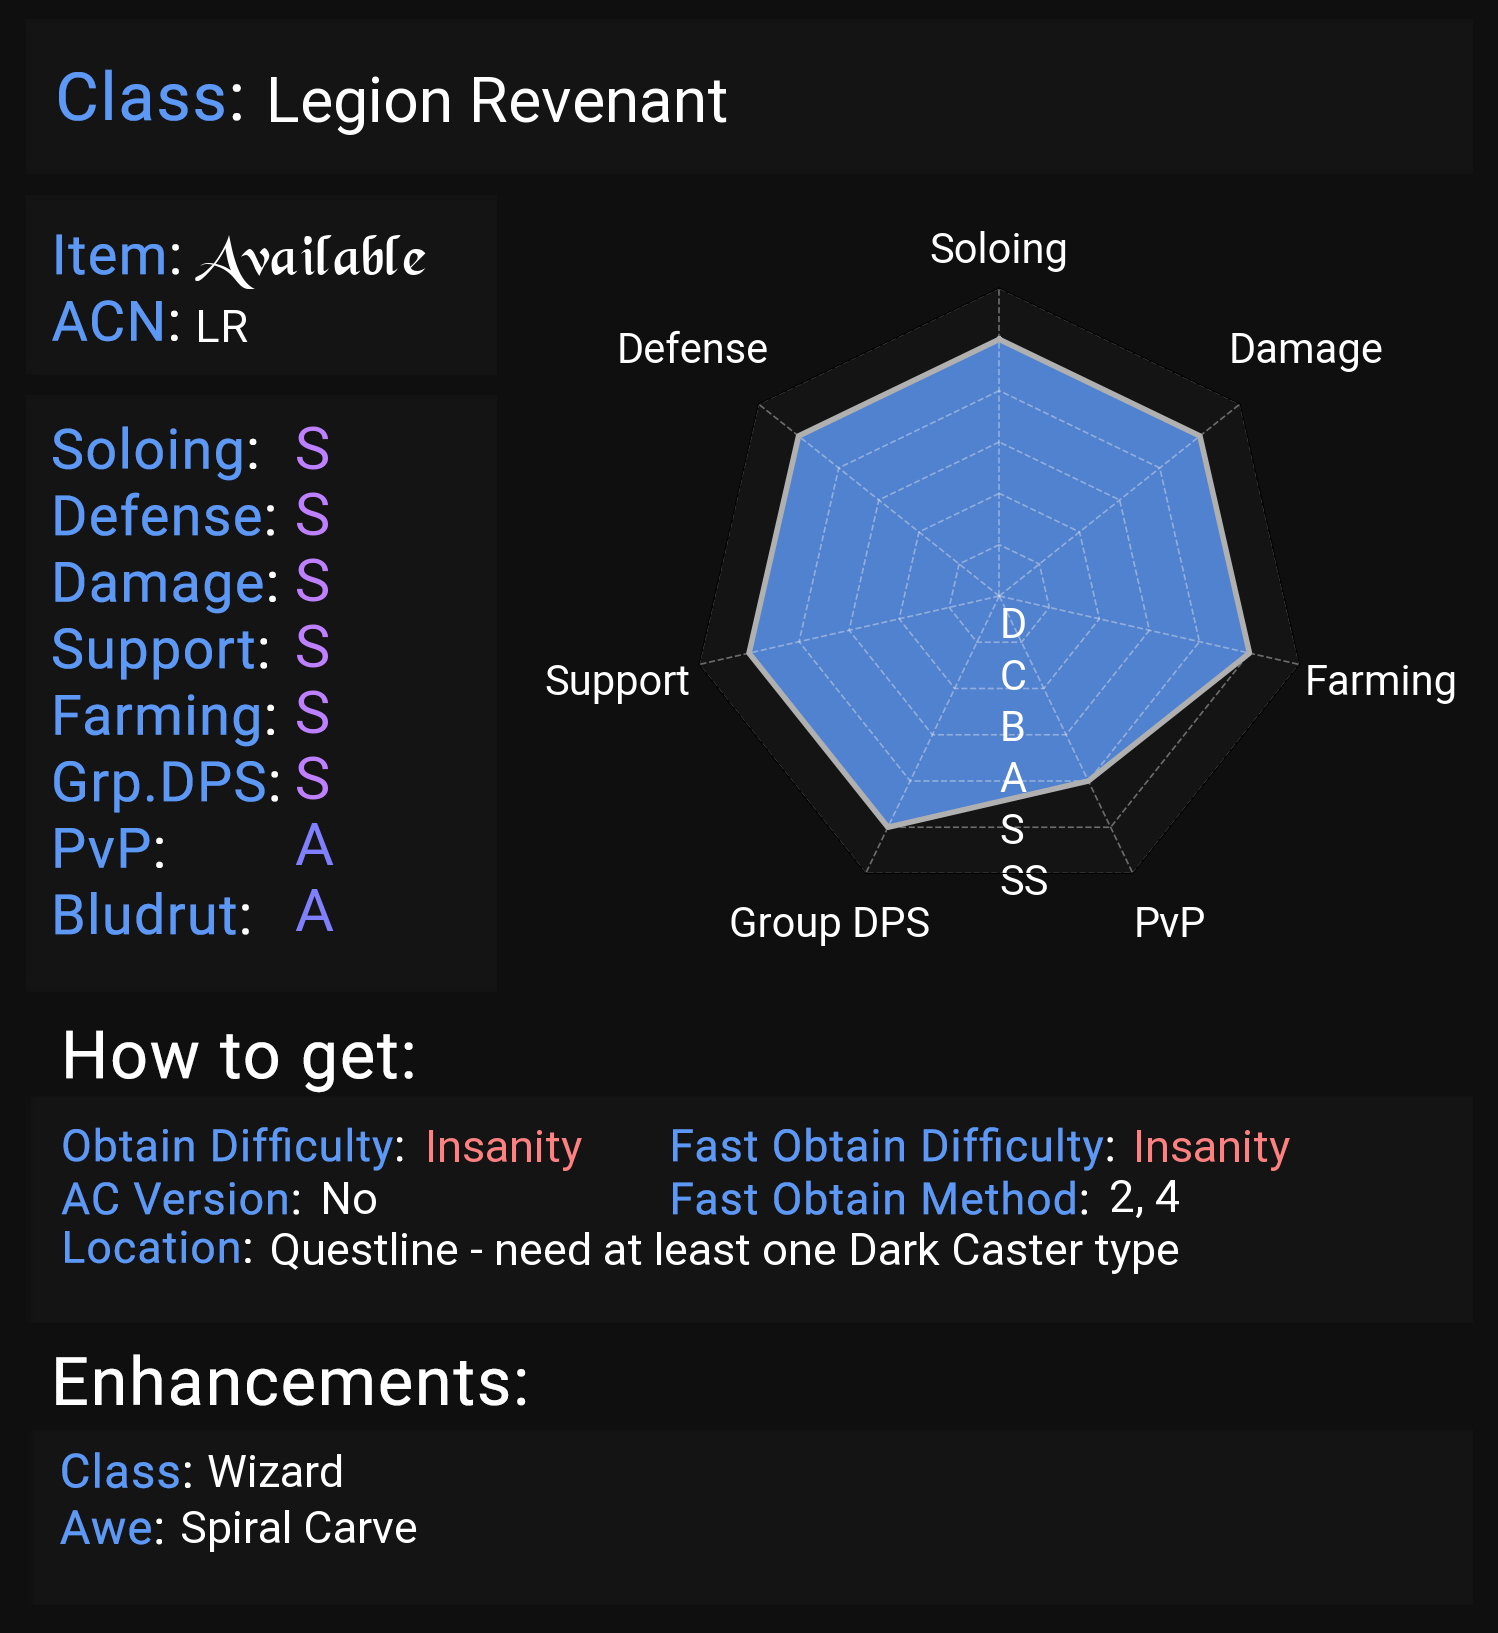 Class: Legion Revenant
Item: Available
ACN: LR
Soloing: S
Defense: S
Damage: S
Support: S
Farming: S
Grp.DPS: S
PvP: A
Bludrut: A
Soloing
Defense
Damage
Support
Farming
D
C
B
A
S
SS
Group DPS
PvP
How to get:
Obtain Difficulty: Insanity
Fast Obtain Difficulty: Insanity
AC Version: No
Fast Obtain Method: 2, 4
Location: Questline - need at least one Dark Caster type
Enhancements:
Class: Wizard
Awe: Spiral Carve